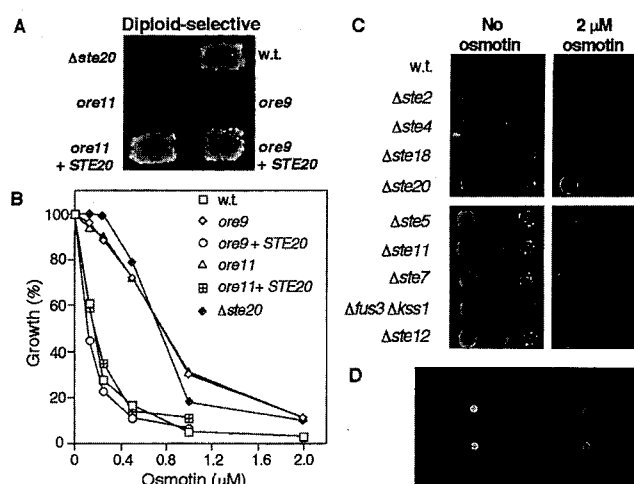 A
Diploid-selective
Δste20
w.t.
ore11
ore9
ore11
+ STE20
ore9
+ STE20
B
100
80
60
40
20
0
Growth (%)
0
0.4
0.8
1.2
1.6
2.0
Osmotin (μM)
w.t.
ore9
ore9 + STE20
ore11
ore11+ STE20
Δste20
C
No
osmotin
2 μM
osmotin
w.t.
Δste2
Δste4
Δste18
Δste20
Δste5
Δste11
Δste7
Δfus3 Δkss1
Δste12
D